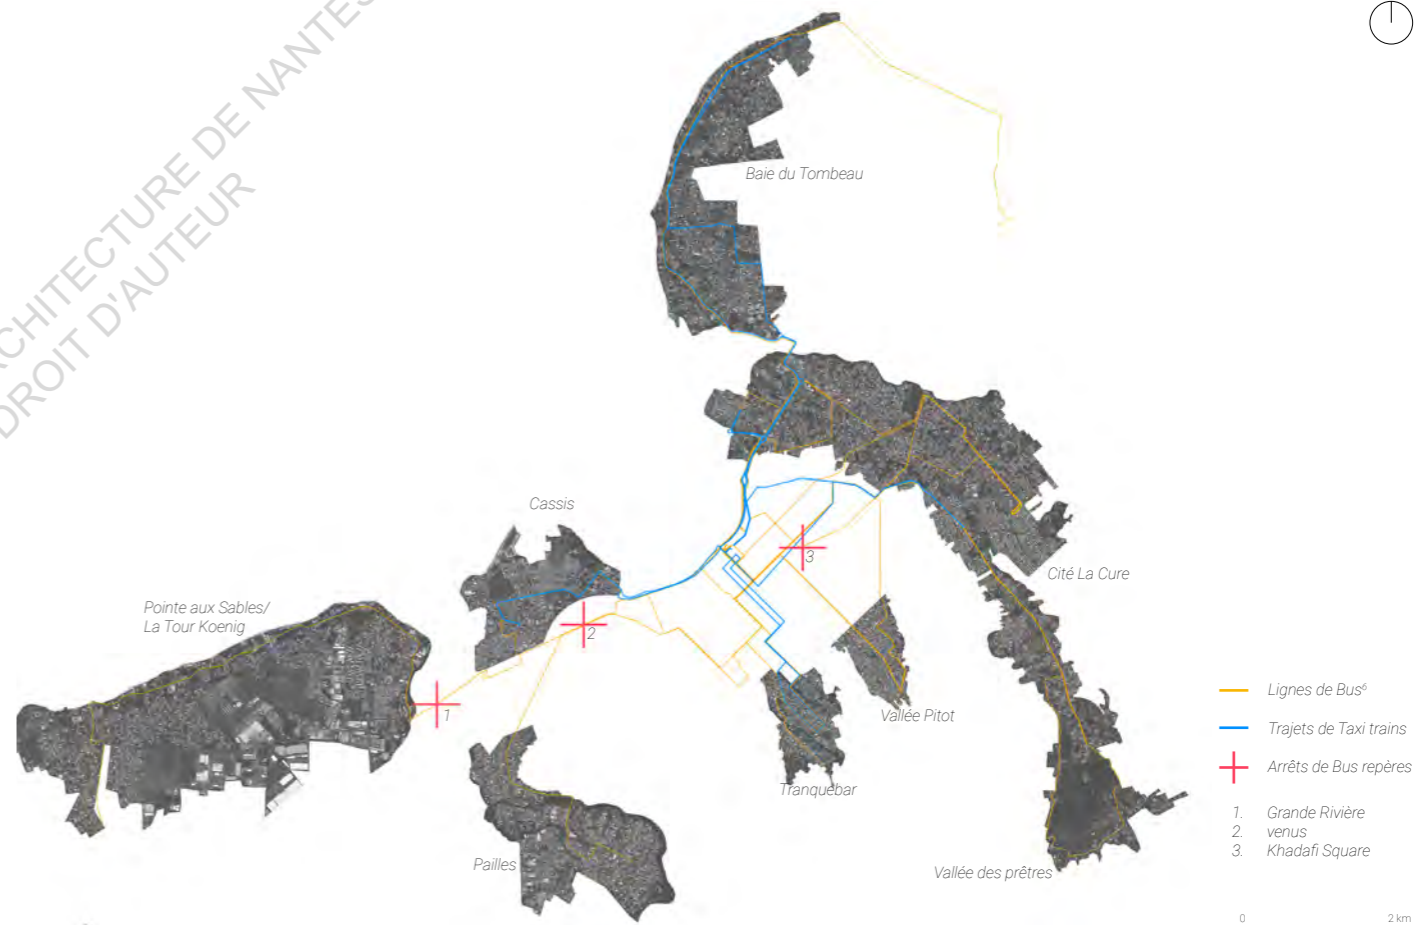 ARCHITECTURE DE NANTES
DROIT D'AUTEUR
Baie du Tombeau
Cassis
3
Cité La Cure
Pointe aux Sables/
La Tour Koenig
2
1
Vallée Pitot
Tranquebar
Pailles
Vallée des prêtres
Lignes de Bus⁶
Trajets de Taxi trains
Arrêts de Bus repères
1. Grande Rivière
2. venus
3. Khadafi Square
0 2 km